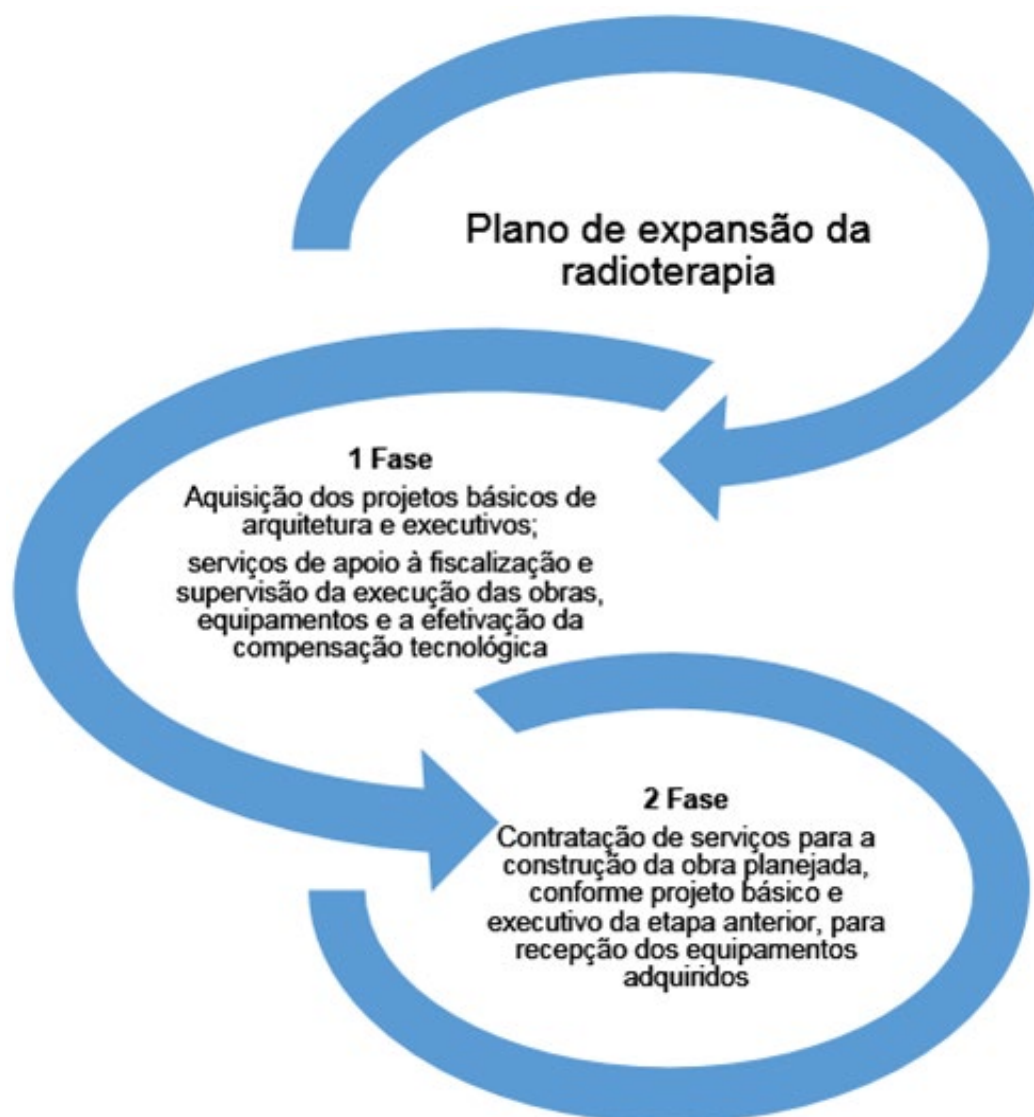 Plano de expansão da
radioterapia
1 Fase
Aquisição dos projetos básicos de
arquitetura e executivos;
serviços de apoio à fiscalização e
supervisão da execução das obras,
equipamentos e a efetivação da
compensação tecnológica
2 Fase
Contratação de serviços para a
construção da obra planejada,
conforme projeto básico e
executivo da etapa anterior, para
recepção dos equipamentos
adquiridos